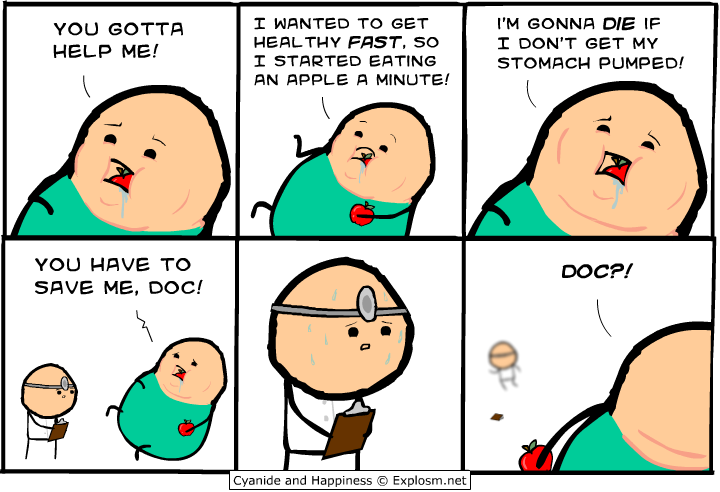 YOU GOTTA
HELP ME!
I WANTED TO GET
HEALTHY FAST, SO
I STARTED EATING
AN APPLE A MINUTE!
I'M GONNA DIE IF
I DON'T GET MY
STOMACH PUMPED!
YOU HAVE TO
SAVE ME, DOC!
DOC?!
Cyanide and Happiness © Explosm.net